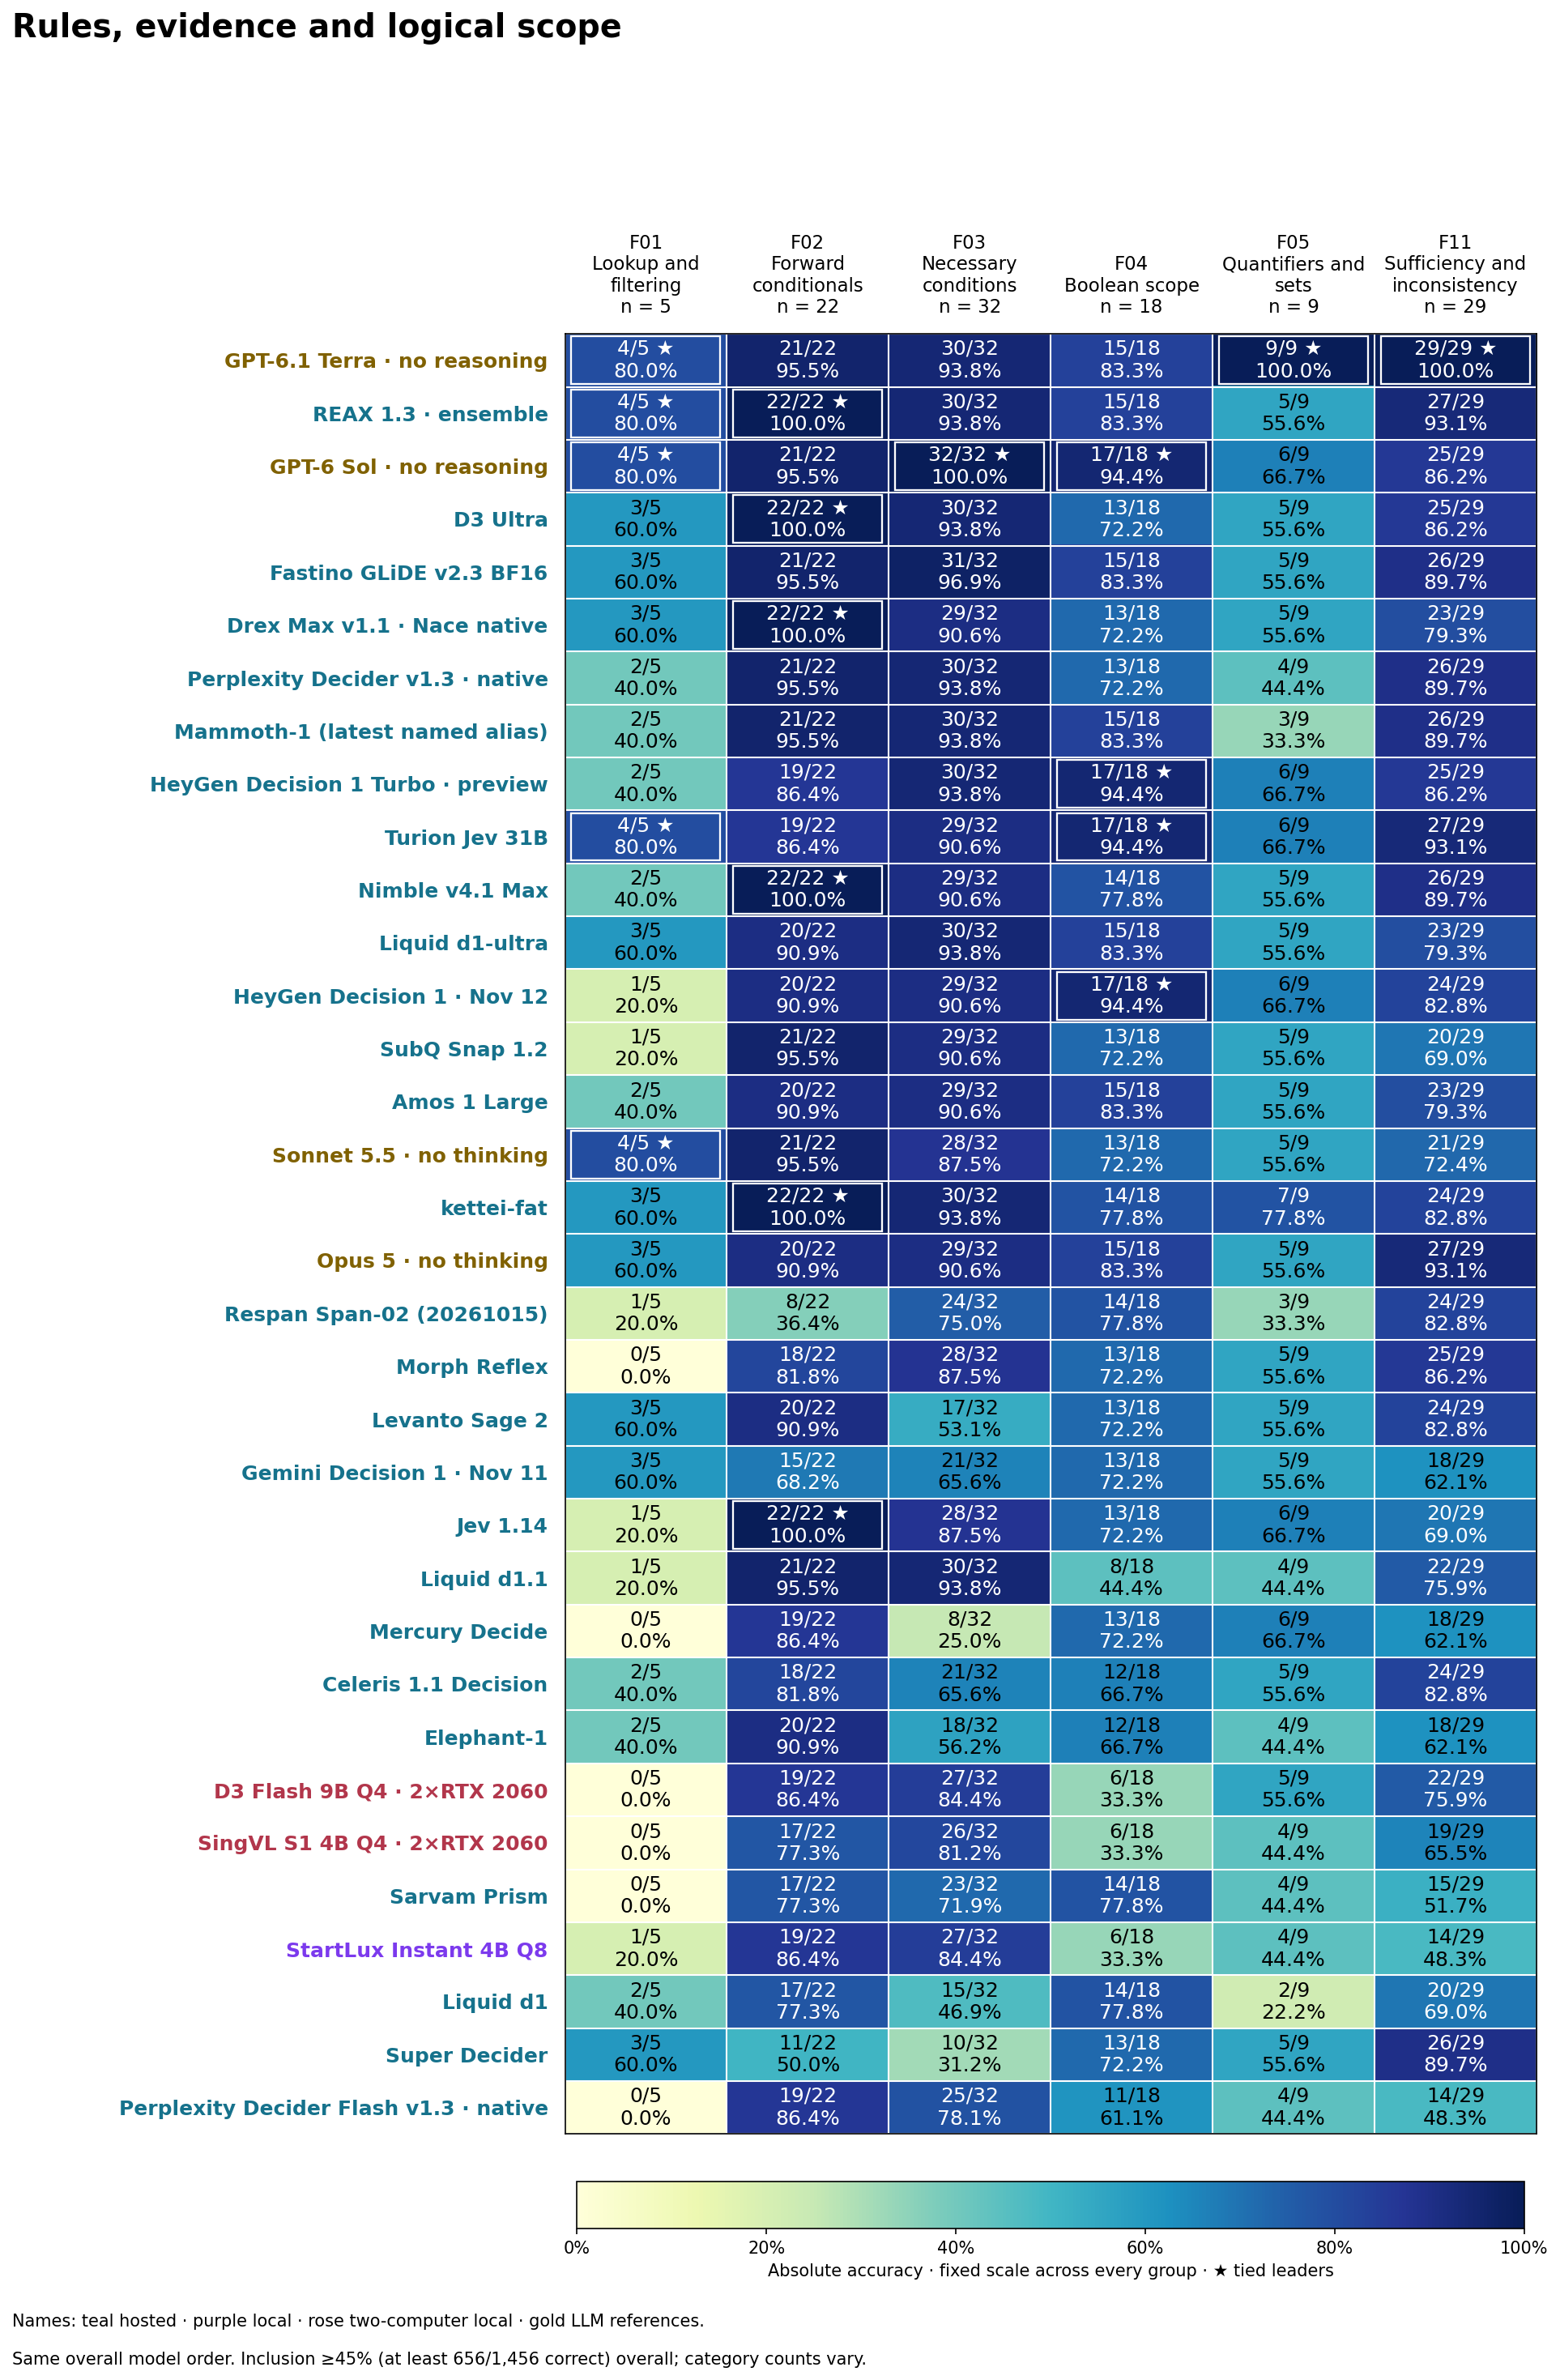 Rules, evidence and logical scope
F01
Lookup and
filtering
n = 5
F02
Forward
conditionals
n = 22
F03
Necessary
conditions
n = 32
F04
Boolean scope
n = 18
F05
Quantifiers and
sets
n = 9
F11
Sufficiency and
inconsistency
n = 29
GPT-6.1 Terra · no reasoning
4/5 ★ 21/22 30/32 15/18 9/9 ★ 29/29 ★
80.0% 95.5% 93.8% 83.3% 100.0% 100.0%
REAX 1.3 · ensemble
4/5 ★ 22/22 ★ 30/32 15/18 5/9 27/29
80.0% 100.0% 93.8% 83.3% 55.6% 93.1%
GPT-6 Sol · no reasoning
4/5 ★ 21/22 32/32 ★ 17/18 ★ 6/9 25/29
80.0% 95.5% 100.0% 94.4% 66.7% 86.2%
D3 Ultra
3/5 22/22 ★ 30/32 13/18 5/9 25/29
60.0% 100.0% 93.8% 72.2% 55.6% 86.2%
Fastino GLiDE v2.3 BF16
3/5 21/22 31/32 15/18 5/9 26/29
60.0% 95.5% 96.9% 83.3% 55.6% 89.7%
Drex Max v1.1 · Nace native
3/5 22/22 ★ 29/32 13/18 5/9 23/29
60.0% 100.0% 90.6% 72.2% 55.6% 79.3%
Perplexity Decider v1.3 · native
2/5 21/22 30/32 13/18 4/9 26/29
40.0% 95.5% 93.8% 72.2% 44.4% 89.7%
Mammoth-1 (latest named alias)
2/5 21/22 30/32 15/18 3/9 26/29
40.0% 95.5% 93.8% 83.3% 33.3% 89.7%
HeyGen Decision 1 Turbo · preview
2/5 19/22 30/32 17/18 ★ 6/9 25/29
40.0% 86.4% 93.8% 94.4% 66.7% 86.2%
Turion Jev 31B
4/5 ★ 19/22 29/32 17/18 ★ 6/9 27/29
80.0% 86.4% 90.6% 94.4% 66.7% 93.1%
Nimble v4.1 Max
2/5 22/22 ★ 29/32 14/18 5/9 26/29
40.0% 100.0% 90.6% 77.8% 55.6% 89.7%
Liquid d1-ultra
3/5 20/22 30/32 15/18 5/9 23/29
60.0% 90.9% 93.8% 83.3% 55.6% 79.3%
HeyGen Decision 1 · Nov 12
1/5 20/22 29/32 17/18 ★ 6/9 24/29
20.0% 90.9% 90.6% 94.4% 66.7% 82.8%
SubQ Snap 1.2
1/5 21/22 29/32 13/18 5/9 20/29
20.0% 95.5% 90.6% 72.2% 55.6% 69.0%
Amos 1 Large
2/5 20/22 29/32 15/18 5/9 23/29
40.0% 90.9% 90.6% 83.3% 55.6% 79.3%
Sonnet 5.5 · no thinking
4/5 ★ 21/22 28/32 13/18 5/9 21/29
80.0% 95.5% 87.5% 72.2% 55.6% 72.4%
kettei-fat
3/5 22/22 ★ 30/32 14/18 7/9 24/29
60.0% 100.0% 93.8% 77.8% 77.8% 82.8%
Opus 5 · no thinking
3/5 20/22 29/32 15/18 5/9 27/29
60.0% 90.9% 90.6% 83.3% 55.6% 93.1%
Respan Span-02 (20261015)
1/5 8/22 24/32 14/18 3/9 24/29
20.0% 36.4% 75.0% 77.8% 33.3% 82.8%
Morph Reflex
0/5 18/22 28/32 13/18 5/9 25/29
0.0% 81.8% 87.5% 72.2% 55.6% 86.2%
Levanto Sage 2
3/5 20/22 17/32 13/18 5/9 24/29
60.0% 90.9% 53.1% 72.2% 55.6% 82.8%
Gemini Decision 1 · Nov 11
3/5 15/22 21/32 13/18 5/9 18/29
60.0% 68.2% 65.6% 72.2% 55.6% 62.1%
Jev 1.14
1/5 22/22 ★ 28/32 13/18 6/9 20/29
20.0% 100.0% 87.5% 72.2% 66.7% 69.0%
Liquid d1.1
1/5 21/22 30/32 8/18 4/9 22/29
20.0% 95.5% 93.8% 44.4% 44.4% 75.9%
Mercury Decide
0/5 19/22 8/32 13/18 6/9 18/29
0.0% 86.4% 25.0% 72.2% 66.7% 62.1%
Celeris 1.1 Decision
2/5 18/22 21/32 12/18 5/9 24/29
40.0% 81.8% 65.6% 66.7% 55.6% 82.8%
Elephant-1
2/5 20/22 18/32 12/18 4/9 18/29
40.0% 90.9% 56.2% 66.7% 44.4% 62.1%
D3 Flash 9B Q4 · 2×RTX 2060
0/5 19/22 27/32 6/18 5/9 22/29
0.0% 86.4% 84.4% 33.3% 55.6% 75.9%
SingVL S1 4B Q4 · 2×RTX 2060
0/5 17/22 26/32 6/18 4/9 19/29
0.0% 77.3% 81.2% 33.3% 44.4% 65.5%
Sarvam Prism
0/5 17/22 23/32 14/18 4/9 15/29
0.0% 77.3% 71.9% 77.8% 44.4% 51.7%
StartLux Instant 4B Q8
1/5 19/22 27/32 6/18 4/9 14/29
20.0% 86.4% 84.4% 33.3% 44.4% 48.3%
Liquid d1
2/5 17/22 15/32 14/18 2/9 20/29
40.0% 77.3% 46.9% 77.8% 22.2% 69.0%
Super Decider
3/5 11/22 10/32 13/18 5/9 26/29
60.0% 50.0% 31.2% 72.2% 55.6% 89.7%
Perplexity Decider Flash v1.3 · native
0/5 19/22 25/32 11/18 4/9 14/29
0.0% 86.4% 78.1% 61.1% 44.4% 48.3%
0% 20% 40% 60% 80% 100%
Absolute accuracy · fixed scale across every group · ★ tied leaders
Names: teal hosted · purple local · rose two-computer local · gold LLM references.
Same overall model order. Inclusion ≥45% (at least 656/1,456 correct) overall; category counts vary.